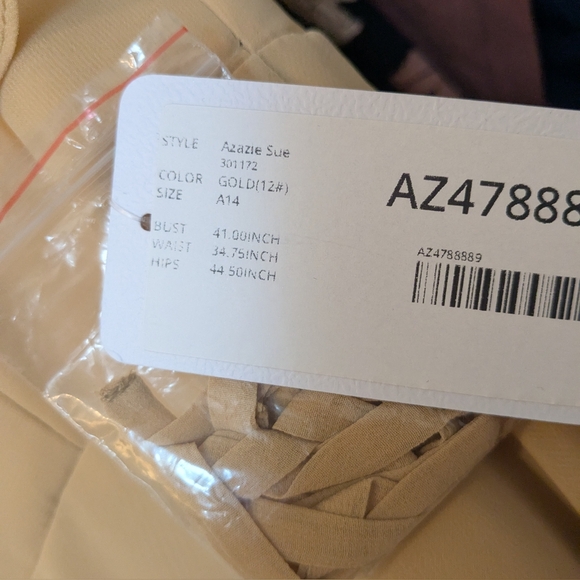 STYLE Azazie Sue
301172
COLOR GOLD(12#)
SIZE A14
BUST 41.00INCH
WAIST 34.75INCH
HIPS 44.50INCH
AZ47888
AZ4788889